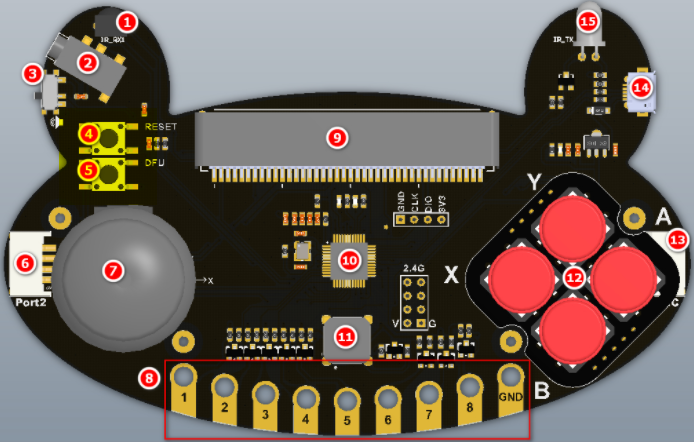 1
IR_RX1
2
3
4
RESET
5
DFU
6
Port2
7
X
8
9
GND
CLK
DIO
3V3
10
2.4G
V
G
11
1
2
3
4
5
6
7
8
GND
15
IR_TX
14
Y
A
X
12
13
C
B